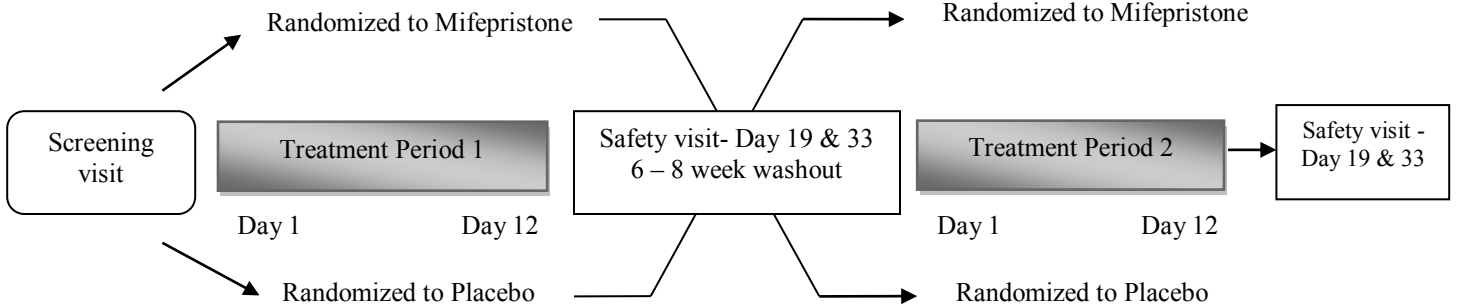 Randomized to Mifepristone
Randomized to Mifepristone
Screening
visit
Treatment Period 1
Safety visit- Day 19 & 33
6 – 8 week washout
Treatment Period 2
Safety visit -
Day 19 & 33
Day 1
Day 12
Day 1
Day 12
Randomized to Placebo
Randomized to Placebo